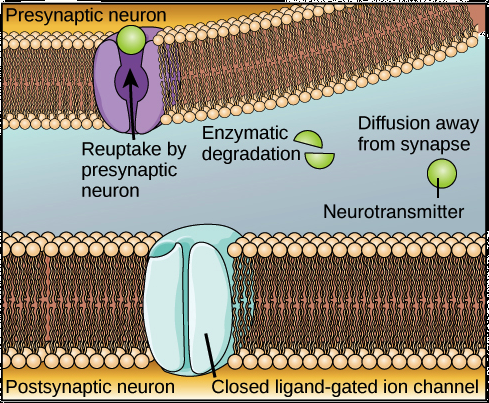 Presynaptic neuron
Reuptake by
presynaptic
neuron
Enzymatic
degradation
Diffusion away
from synapse
Neurotransmitter
Postsynaptic neuron
Closed ligand-gated ion channel